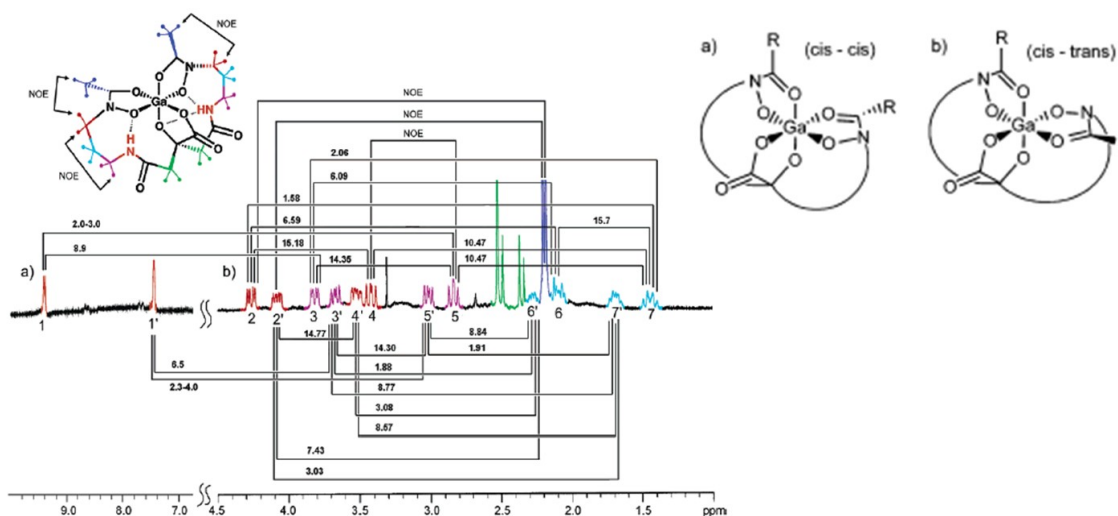 NOE
NOE
NOE
Ga
O
O
O
O
O
O
O
O
O
N
N
HN
H
N
a)
(cis - cis)
R
N
O
O
Ga
O
O
O
O
O
N
R
b)
(cis - trans)
R
N
O
O
Ga
O
O
O
O
O
N
NOE
NOE
NOE
2.06
6.09
1.58
2.0-3.0
6.59
15.7
8.9
15.18
10.47
14.35
10.47
a)
b)
1
1'
2
2'
3
3'
4'
4
5'
5
6'
6
7'
7
14.77
8.84
14.30
1.91
6.5
1.88
2.3-4.0
8.77
3.08
8.57
7.43
3.03
9.0
8.0
7.0
4.5
4.0
3.5
3.0
2.5
2.0
1.5
ppm